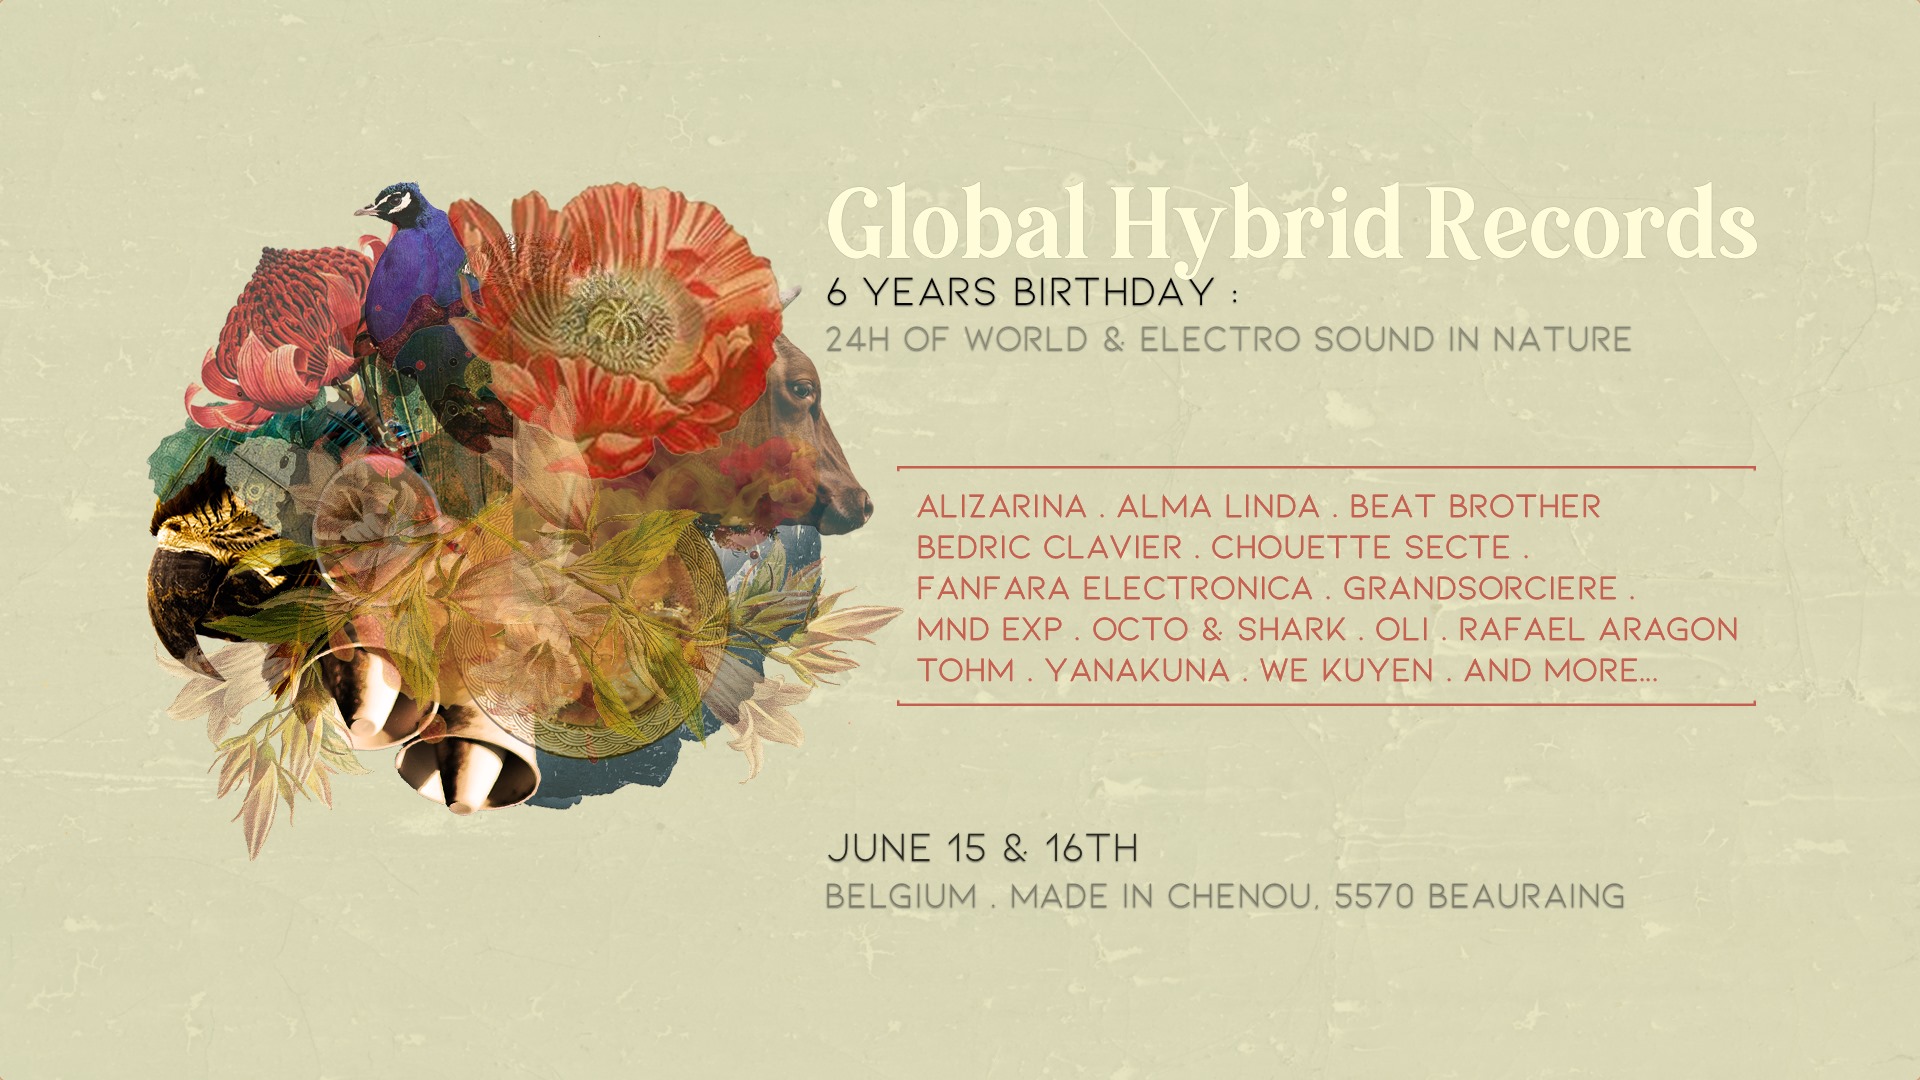 Global Hybrid Records
6 YEARS BIRTHDAY :
24H OF WORLD & ELECTRO SOUND IN NATURE
ALIZARINA . ALMA LINDA . BEAT BROTHER
BEDRIC CLAVIER . CHOUETTE SECTE .
FANFARA ELECTRONICA . GRANDSORCIERE .
MND EXP . OCTO & SHARK . OLI . RAFAEL ARAGON
TOHM . YANAKUNA . WE KUYEN . AND MORE...
JUNE 15 & 16TH
BELGIUM . MADE IN CHENOU, 5570 BEAURAING